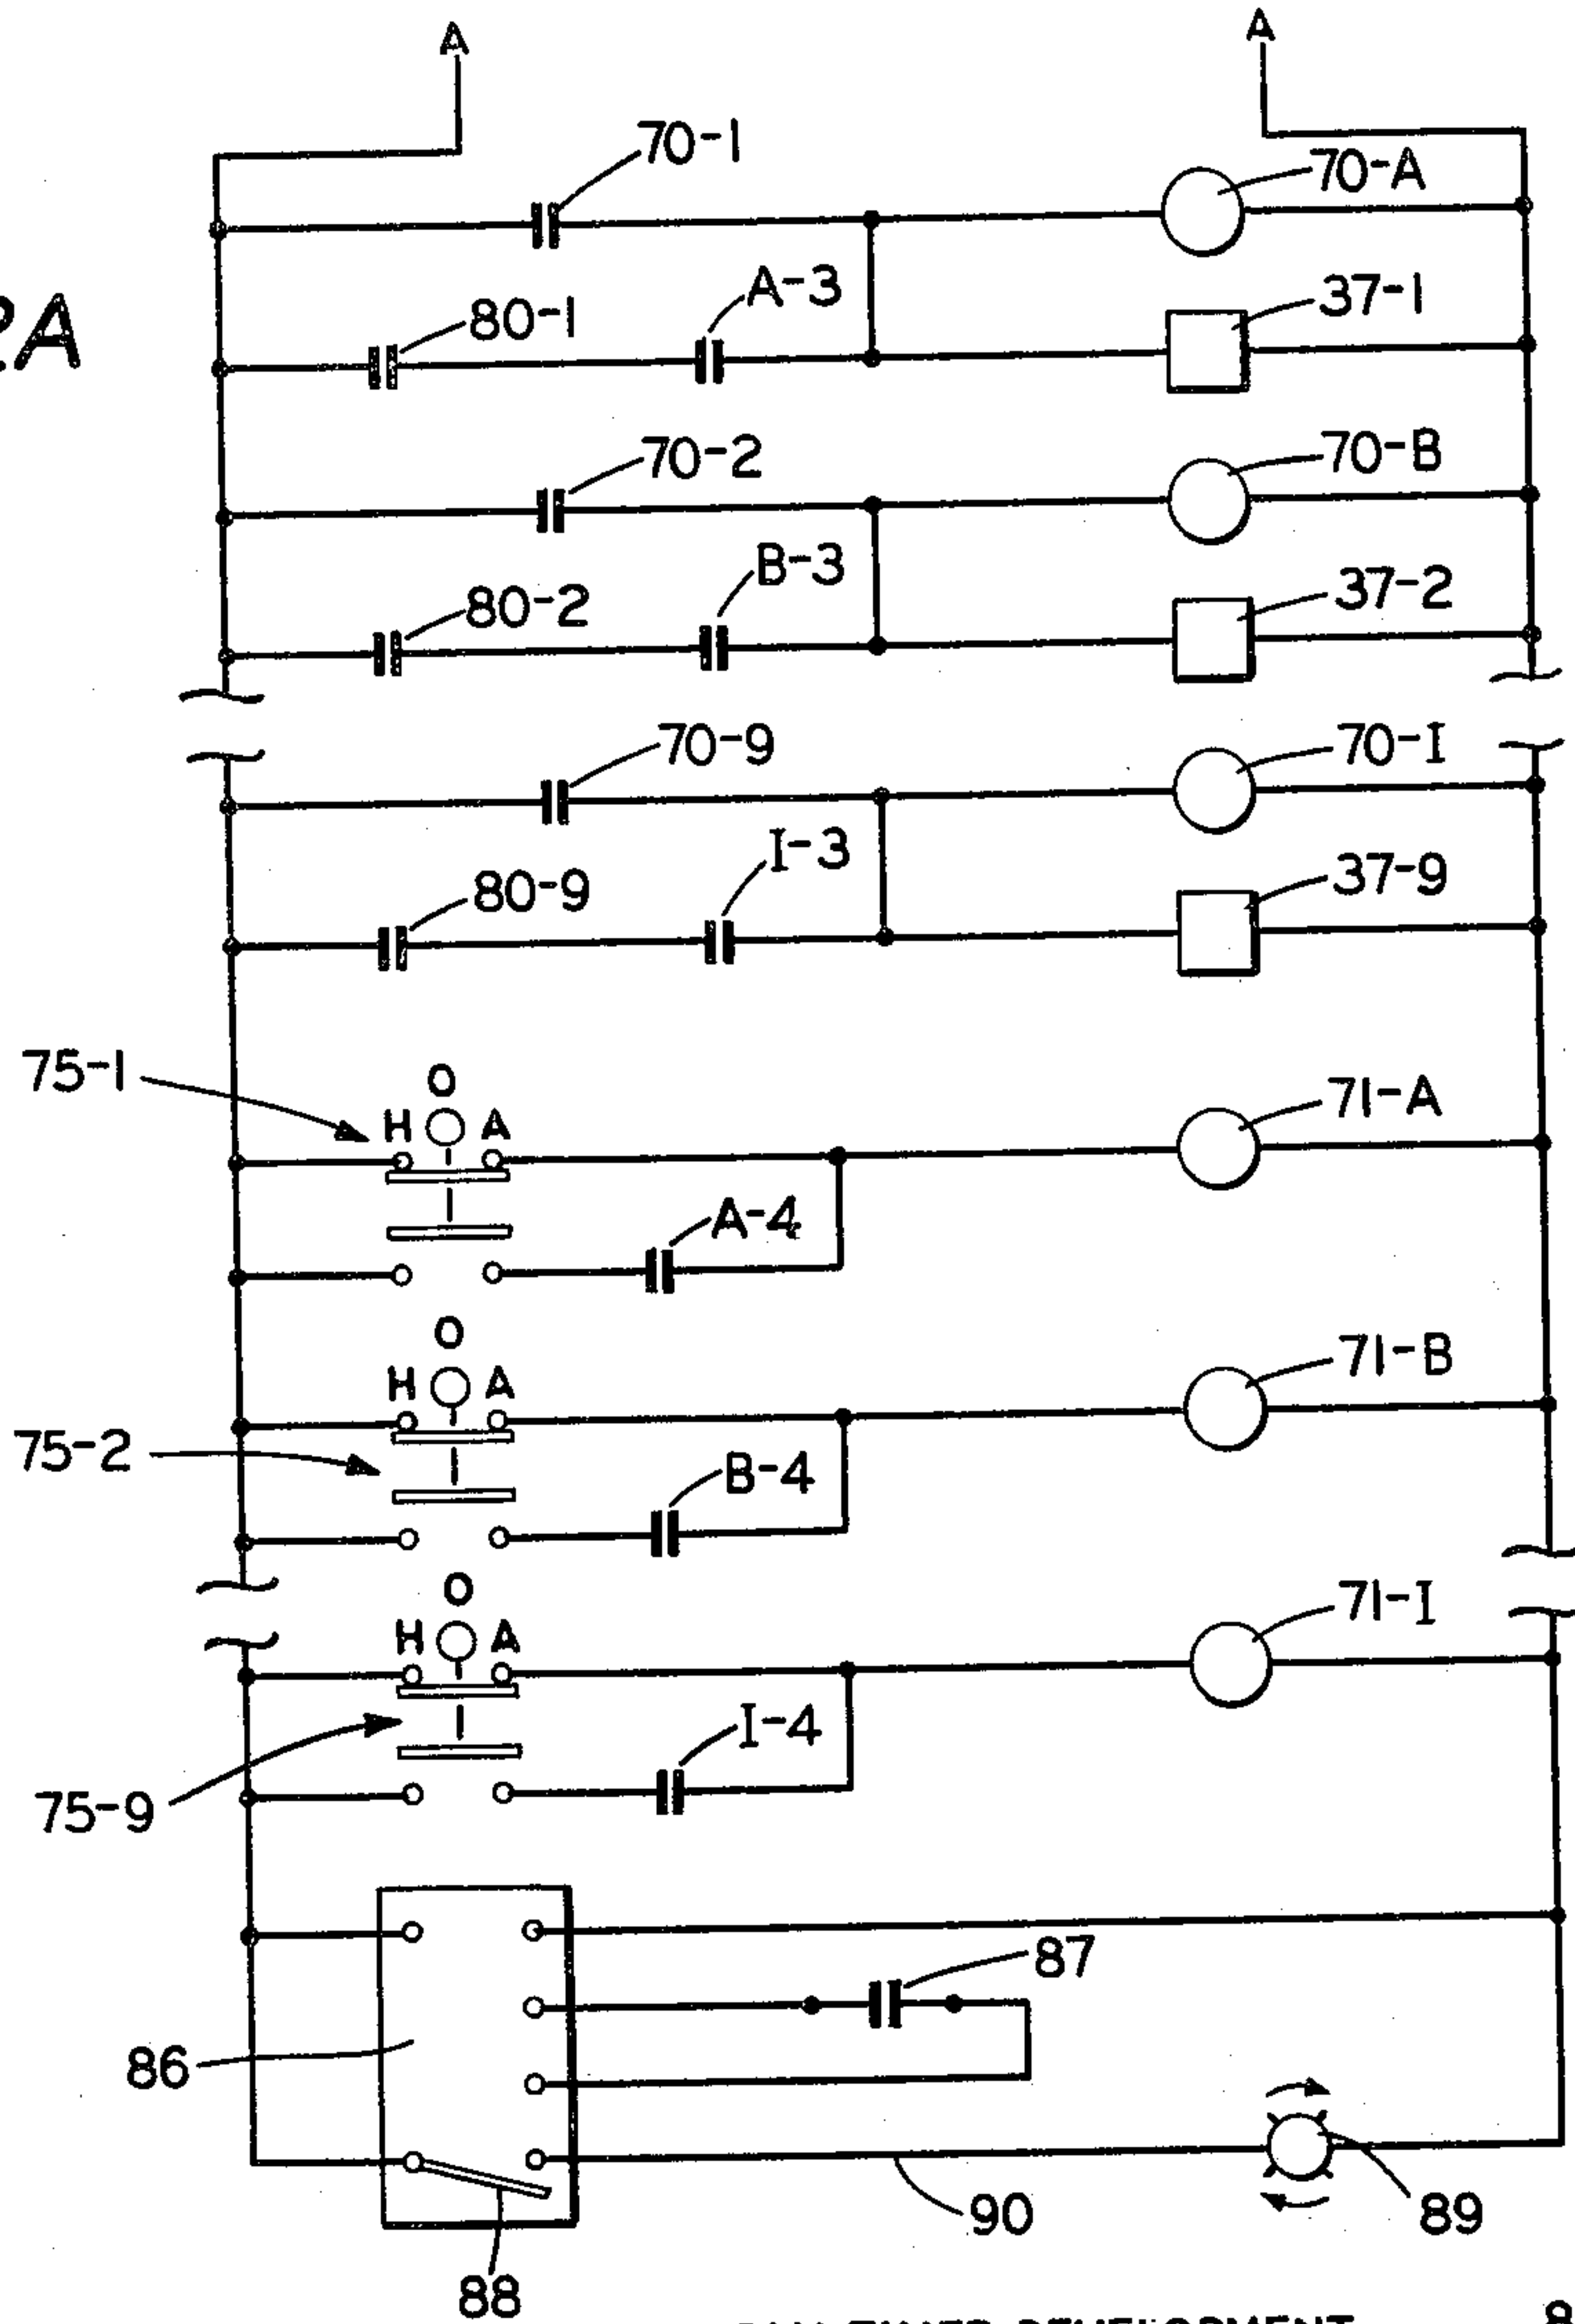 A A
70-1 70-A
2A
80-1 A-3 37-1
70-2 70-B
80-2 B-3 37-2
70-9 70-I
80-9 I-3 37-9
75-1 O
H A 71-A
A-4
O
H A 71-B
75-2 B-4
O
H A 71-I
75-9 I-4
87
86
90 89
88